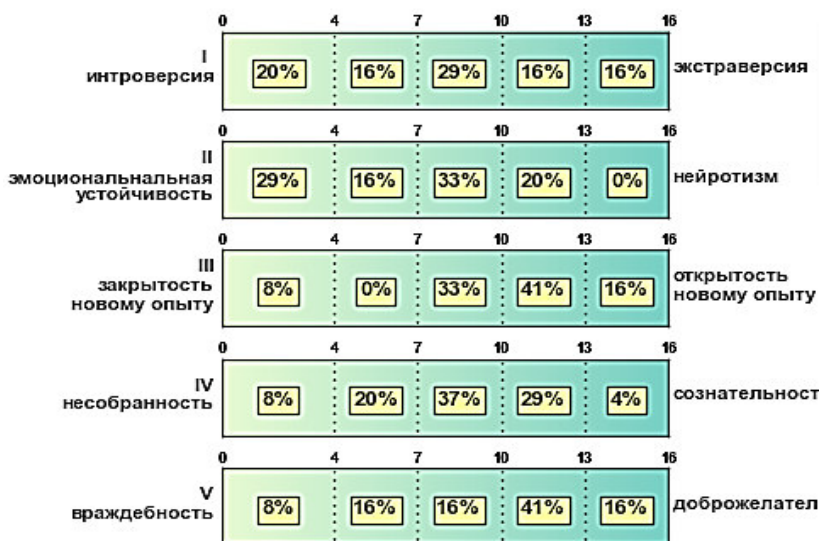 0 4 7 10 13 16
I
интроверсия
20% 16% 29% 16% 16%
экстраверсия
0 4 7 10 13 16
II
эмоциональнальная
устойчивость
29% 16% 33% 20% 0%
нейротизм
0 4 7 10 13 16
III
закрытость
новому опыту
8% 0% 33% 41% 16%
открытость
новому опыту
0 4 7 10 13 16
IV
несобранность
8% 20% 37% 29% 4%
сознательност
0 4 7 10 13 16
V
враждебность
8% 16% 16% 41% 16%
доброжелател